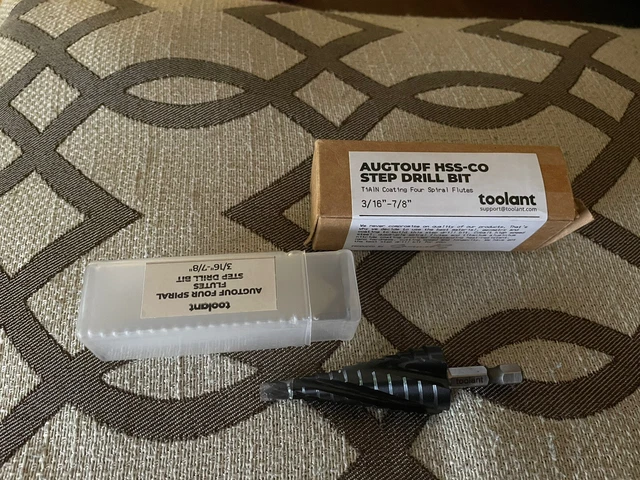 AUGTOUF HSS-CO
STEP DRILL BIT
TiAlN Coating Four Spiral Flutes
3/16"-7/8"
toolant
support@toolant.com
toolant
AUGTOUF FOUR SPIRAL
FLUTES
STEP DRILL BIT
3/16"-7/8"
toolant